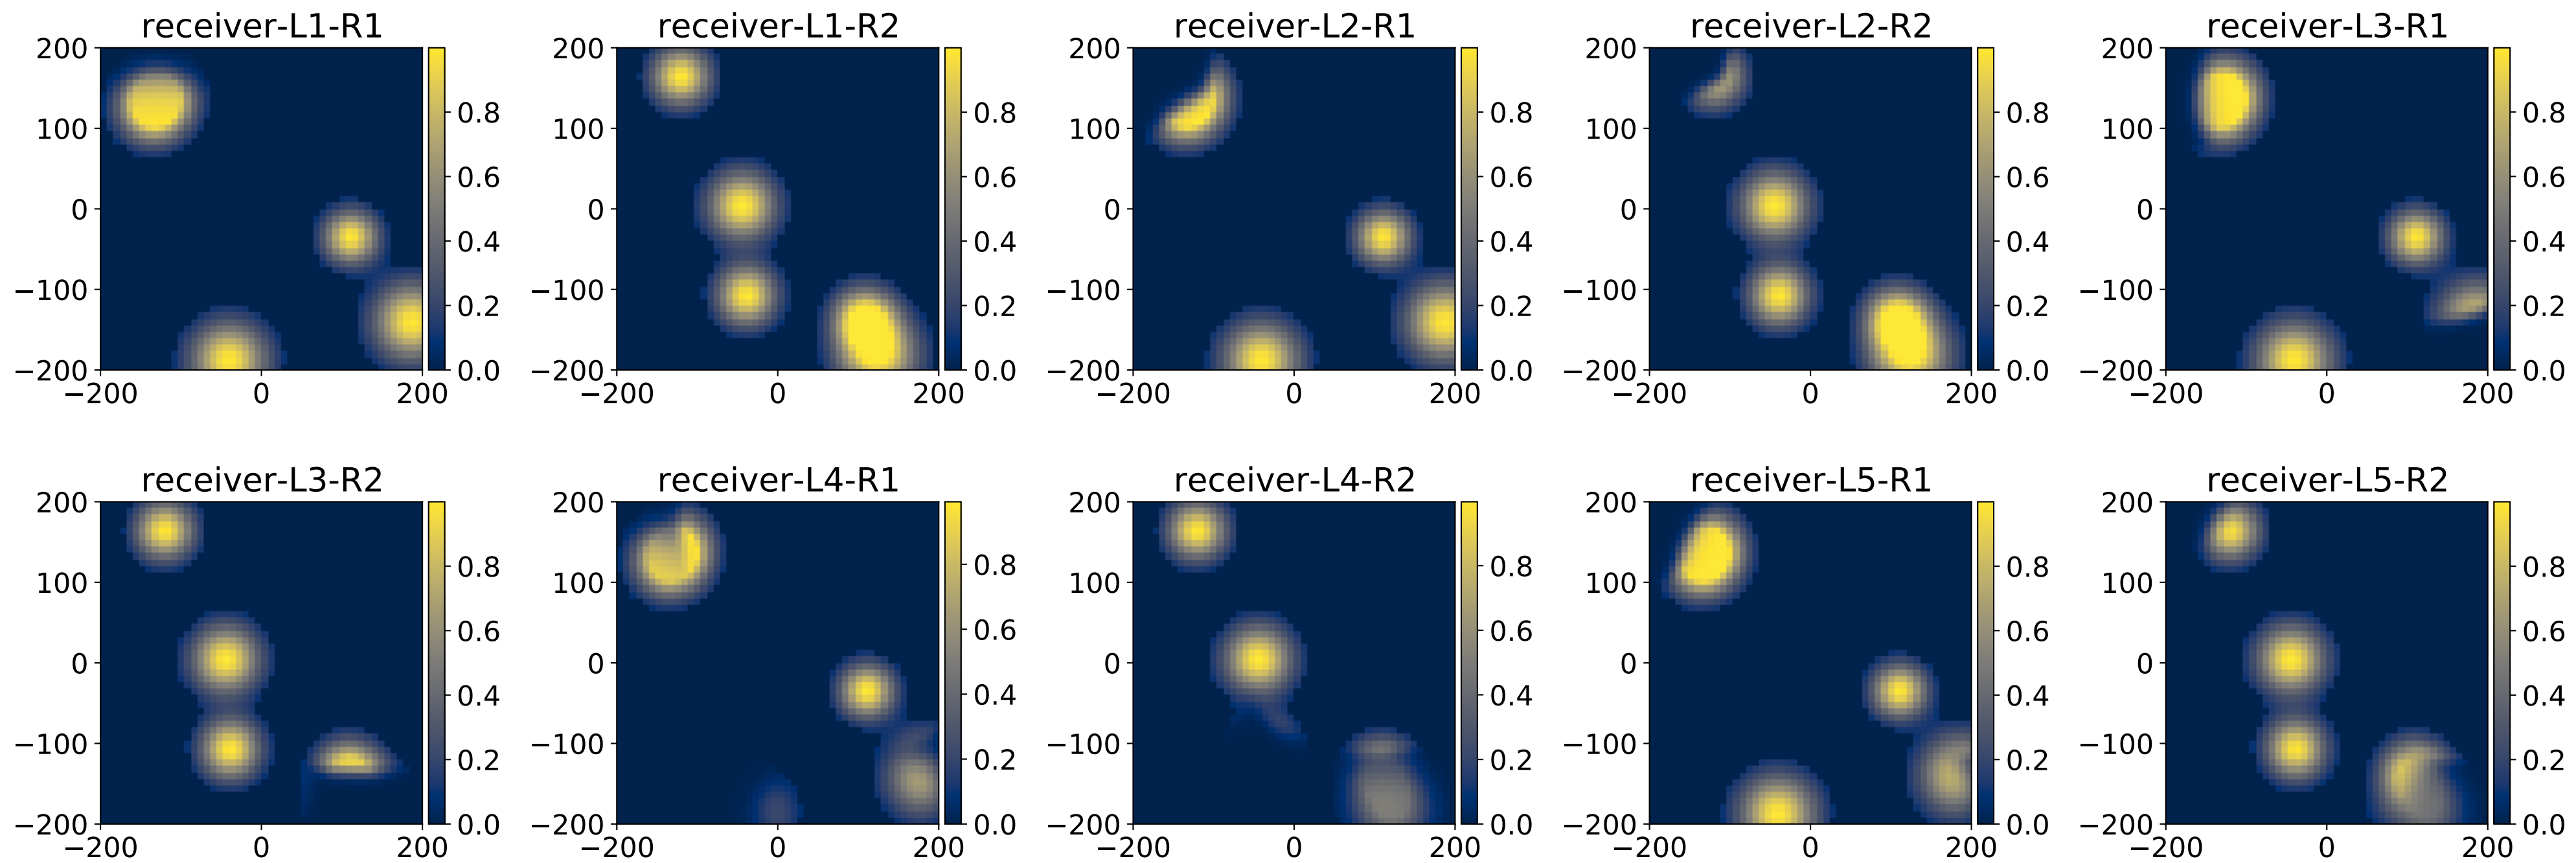 receiver-L1-R1 receiver-L1-R2 receiver-L2-R1 receiver-L2-R2 receiver-L3-R1
200 200 200 200 200
0.8 0.8 0.8 0.8 0.8
100 100 100 100 100
0.6 0.6 0.6 0.6 0.6
0 0 0 0 0
0.4 0.4 0.4 0.4 0.4
−100 −100 −100 −100 −100
0.2 0.2 0.2 0.2 0.2
−200 0.0 −200 0.0 −200 0.0 −200 0.0 −200 0.0
−200 0 200 −200 0 200 −200 0 200 −200 0 200 −200 0 200
receiver-L3-R2 receiver-L4-R1 receiver-L4-R2 receiver-L5-R1 receiver-L5-R2
200 200 200 200 200
0.8 0.8 0.8 0.8 0.8
100 100 100 100 100
0.6 0.6 0.6 0.6 0.6
0 0 0 0 0
0.4 0.4 0.4 0.4 0.4
−100 −100 −100 −100 −100
0.2 0.2 0.2 0.2 0.2
−200 0.0 −200 0.0 −200 0.0 −200 0.0 −200 0.0
−200 0 200 −200 0 200 −200 0 200 −200 0 200 −200 0 200